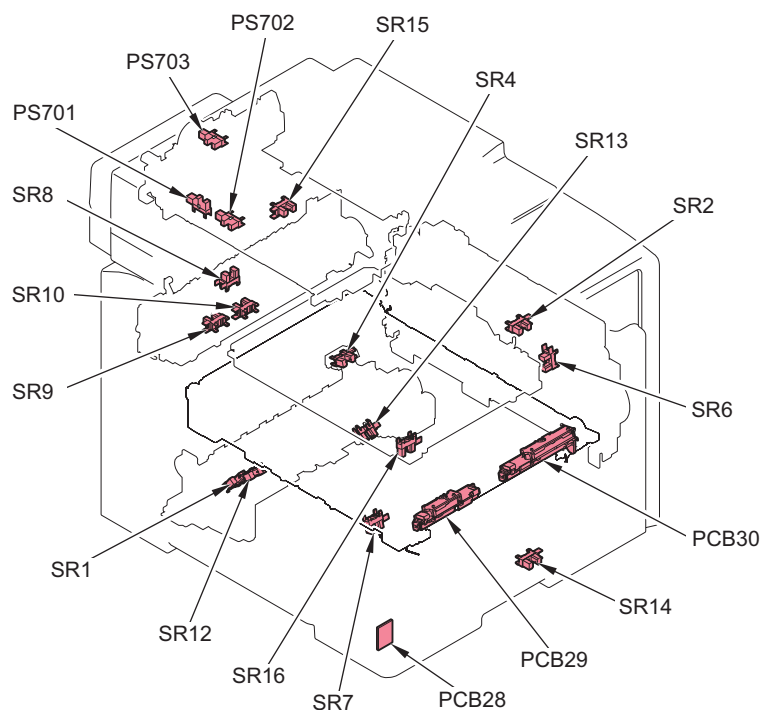 PS702
SR15
PS703
SR4
PS701
SR13
SR8
SR2
SR10
SR9
SR6
SR1
PCB30
SR12
SR14
SR16
PCB29
SR7
PCB28